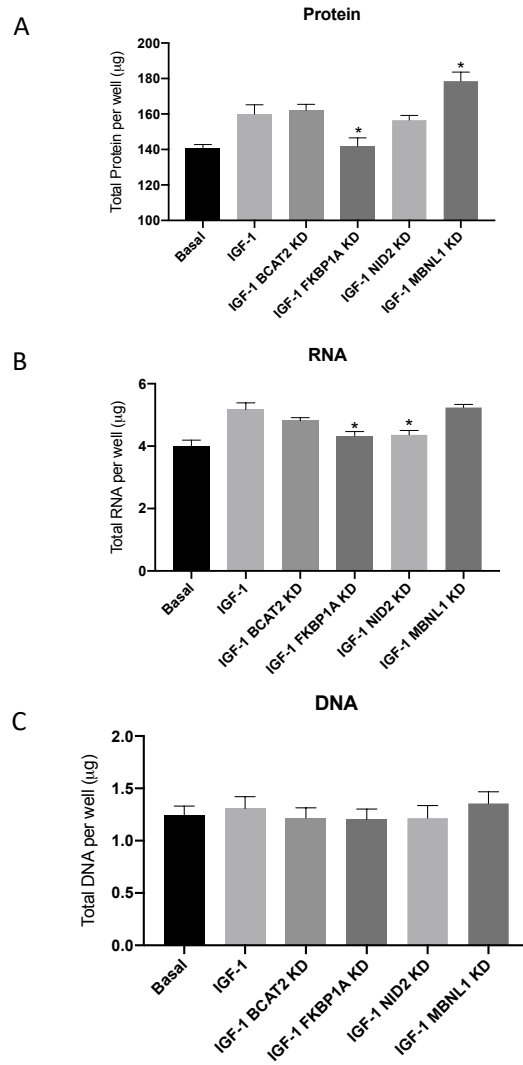 A
Protein
Total Protein per well (µg)
200
180
160
140
120
100
*
*
Basal
IGF-1
IGF-1 BCAT2 KD
IGF-1 FKBP1A KD
IGF-1 NID2 KD
IGF-1 MBNL1 KD
B
RNA
Total RNA per well (µg)
6
4
2
0
*
*
Basal
IGF-1
IGF-1 BCAT2 KD
IGF-1 FKBP1A KD
IGF-1 NID2 KD
IGF-1 MBNL1 KD
C
DNA
Total DNA per well (µg)
2.0
1.5
1.0
0.5
0.0
Basal
IGF-1
IGF-1 BCAT2 KD
IGF-1 FKBP1A KD
IGF-1 NID2 KD
IGF-1 MBNL1 KD